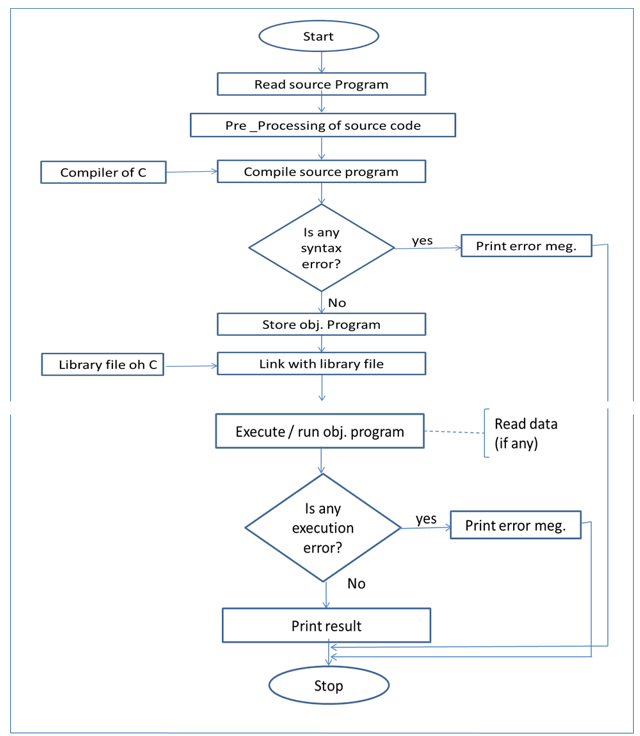 Start
Read source Program
Pre _Processing of source code
Compiler of C
Compile source program
Is any
syntax
error?
yes
Print error meg.
No
Store obj. Program
Library file oh C
Link with library file
Execute / run obj. program
Read data
(if any)
Is any
execution
error?
yes
Print error meg.
No
Print result
Stop